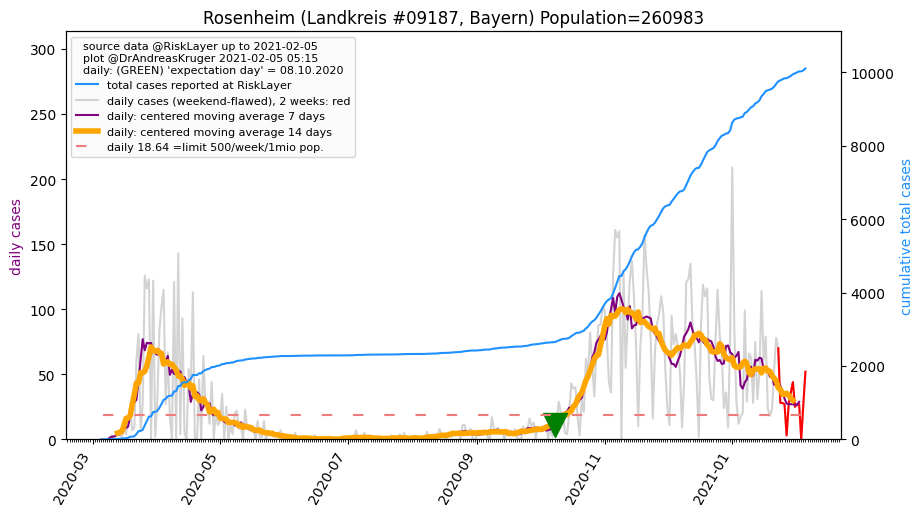 Rosenheim (Landkreis #09187, Bayern) Population=260983
source data @RiskLayer up to 2021-02-05
plot @DrAndreasKruger 2021-02-05 05:15
daily: (GREEN) 'expectation day' = 08.10.2020
total cases reported at RiskLayer
daily cases (weekend-flawed), 2 weeks: red
daily: centered moving average 7 days
daily: centered moving average 14 days
daily 18.64 =limit 500/week/1mio pop.
daily cases
300
250
200
150
100
50
0
cumulative total cases
10000
8000
6000
4000
2000
0
2020-03
2020-05
2020-07
2020-09
2020-11
2021-01